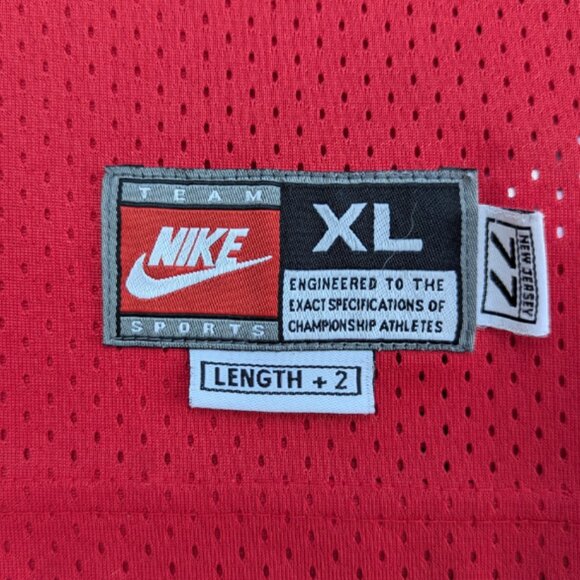 TEAM
NIKE
SPORTS
XL
ENGINEERED TO THE
EXACT SPECIFICATIONS OF
CHAMPIONSHIP ATHLETES
77
NEW JERSEY
LENGTH + 2